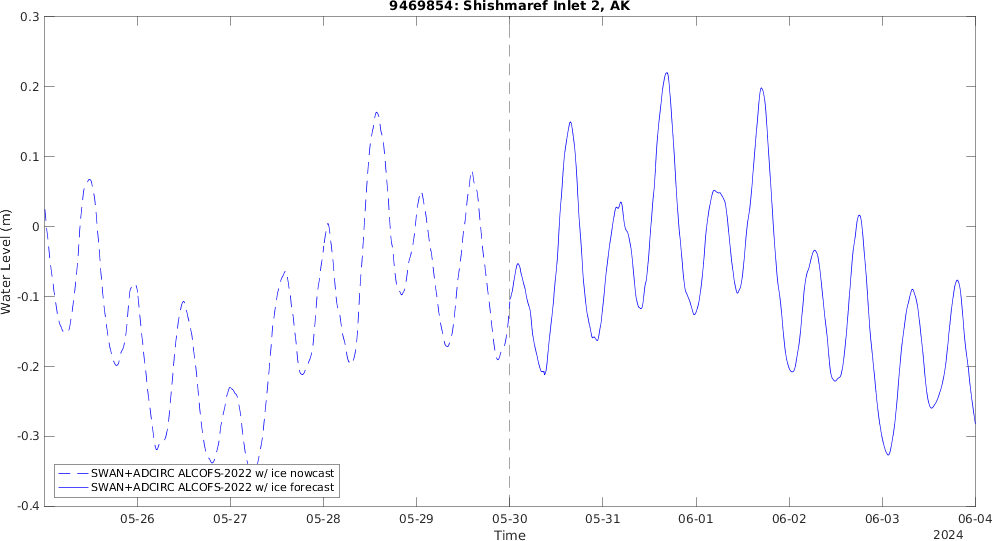 9469854: Shishmaref Inlet 2, AK
0.3
0.2
0.1
0
-0.1
-0.2
-0.3
-0.4
Water Level (m)
SWAN+ADCIRC ALCOFS-2022 w/ ice nowcast
SWAN+ADCIRC ALCOFS-2022 w/ ice forecast
05-26 05-27 05-28 05-29 05-30 05-31 06-01 06-02 06-03 06-04
Time
2024